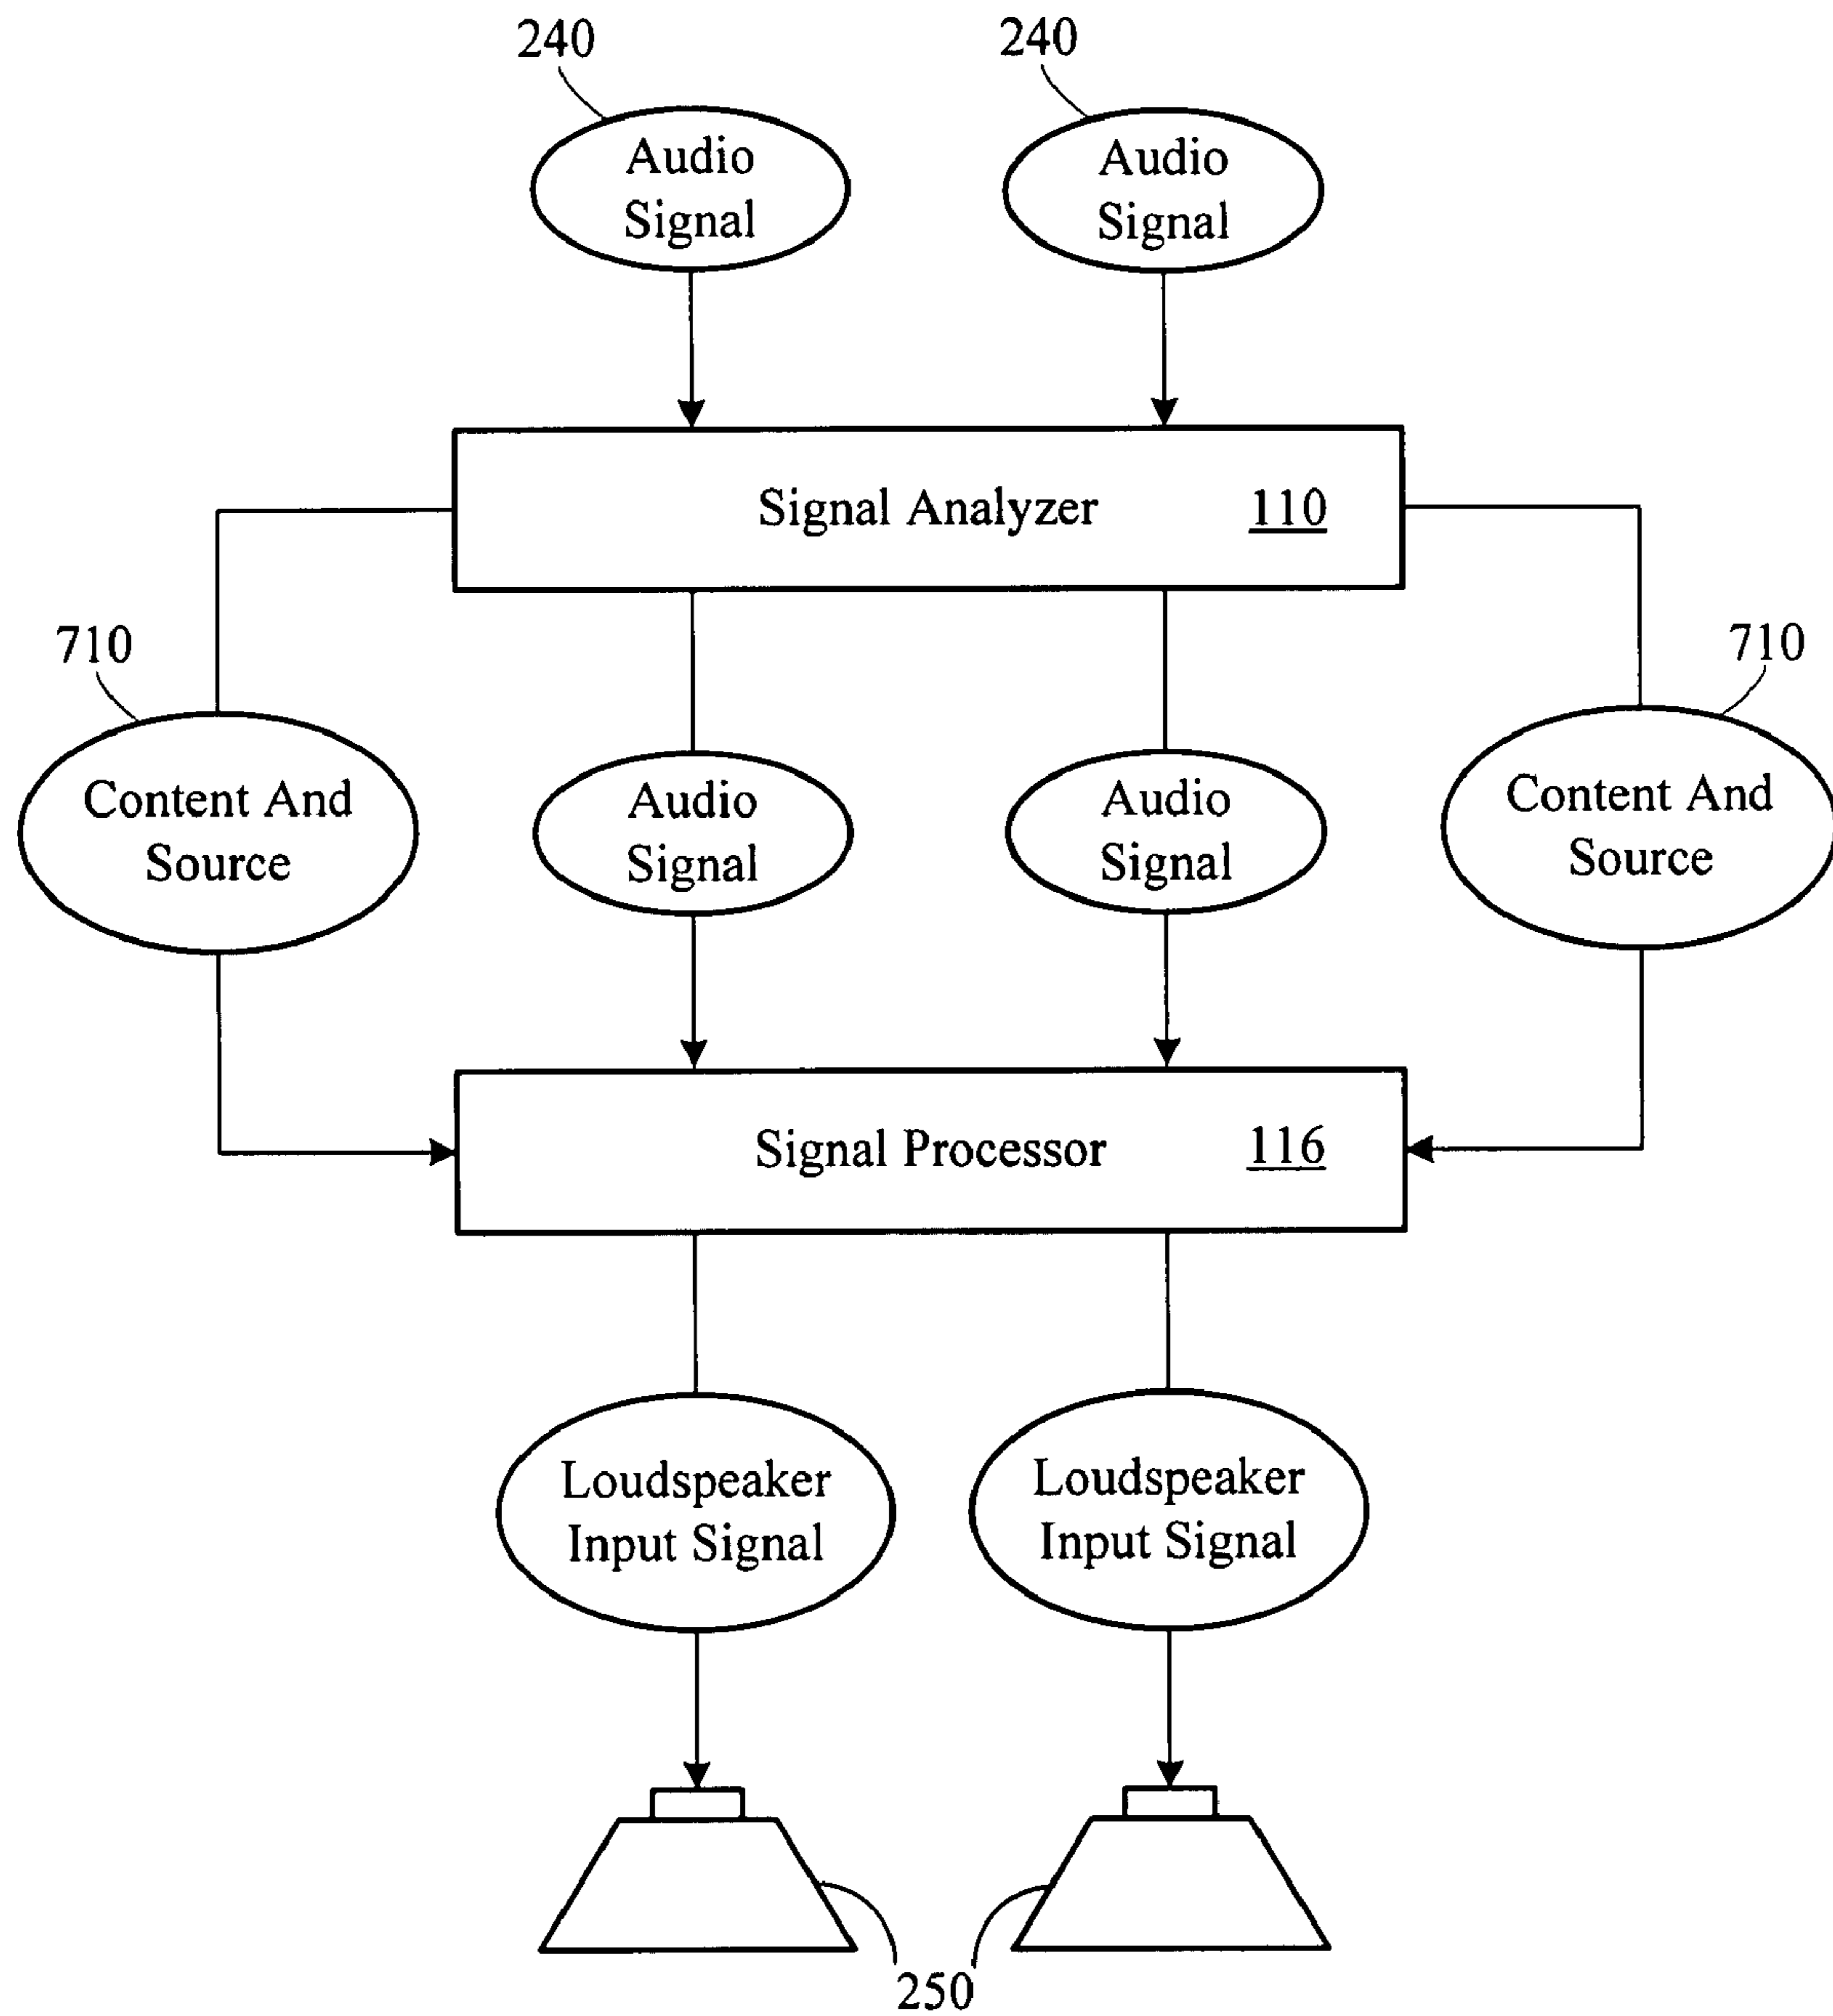 240
240
Audio
Signal
Audio
Signal
Signal Analyzer 110
710
710
Content And
Source
Audio
Signal
Audio
Signal
Content And
Source
Signal Processor 116
Loudspeaker
Input Signal
Loudspeaker
Input Signal
250